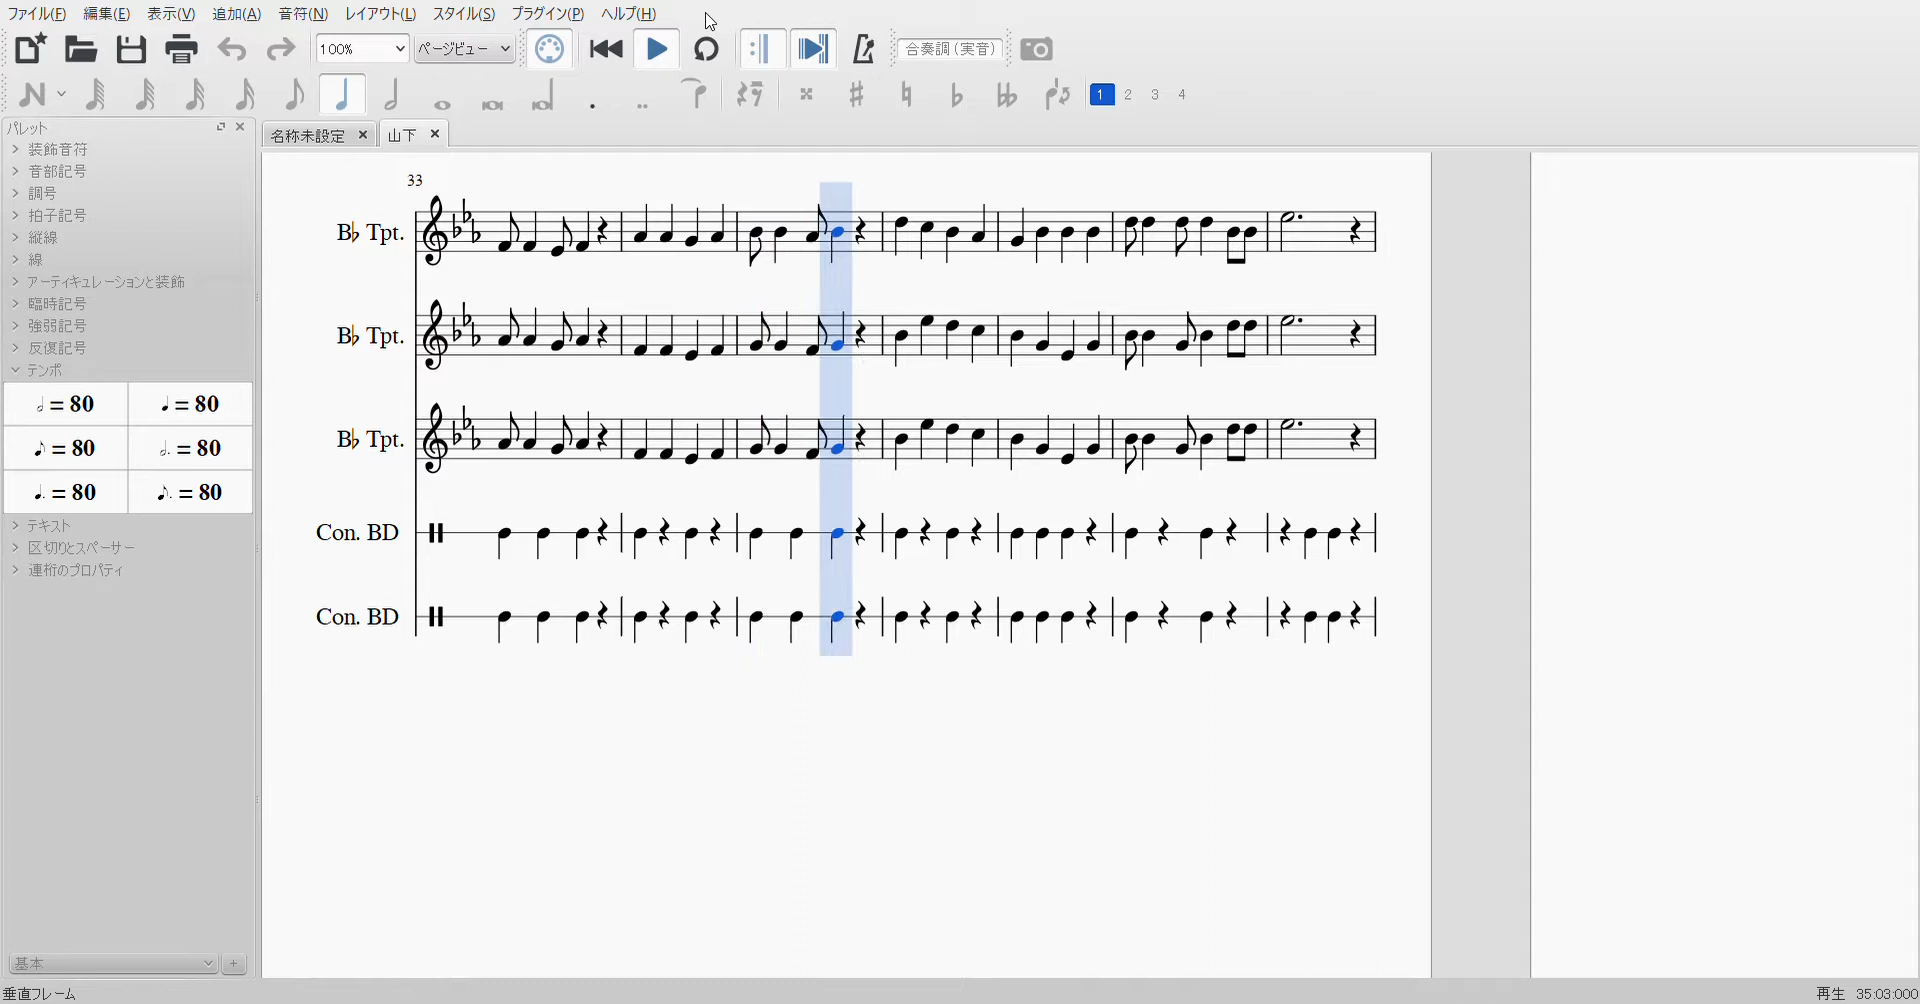 ファイル(F) 編集(E) 表示(V) 追加(A) 音符(N) レイアウト(L) スタイル(S) プラグイン(P) ヘルプ(H)
100% ページビュー 合奏調 (実音)
1 2 3 4
パレット
名称未設定 山下
装飾音符
音部記号
調号
拍子記号
縦線
線
アーティキュレーションと装飾
臨時記号
強弱記号
反復記号
テンポ
= 80 = 80
= 80 = 80
= 80 = 80
テキスト
区切りとスペーサー
連桁のプロパティ
33
B♭ Tpt.
B♭ Tpt.
B♭ Tpt.
Con. BD
Con. BD
基本
垂直フレーム 再生 35:03:000